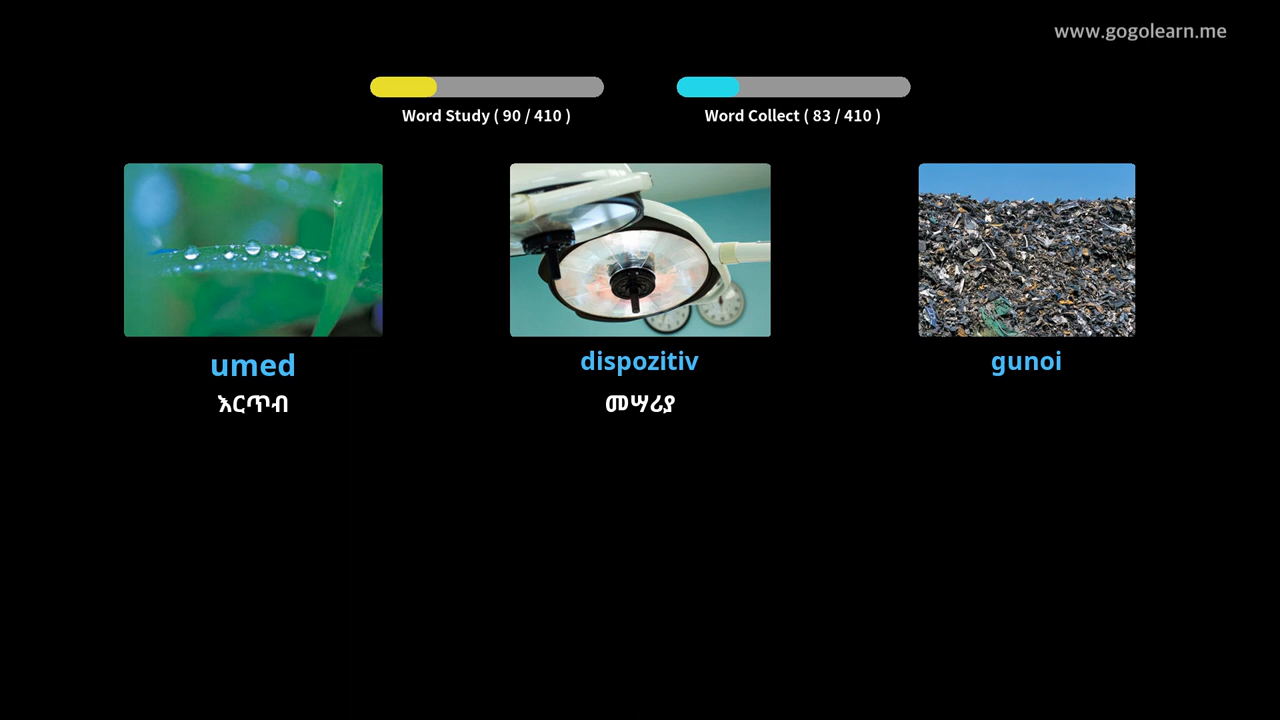 www.gogolearn.me
Word Study ( 90 / 410 )
Word Collect ( 83 / 410 )
umed
dispozitiv
gunoi
እርጥብ
መሣሪያ